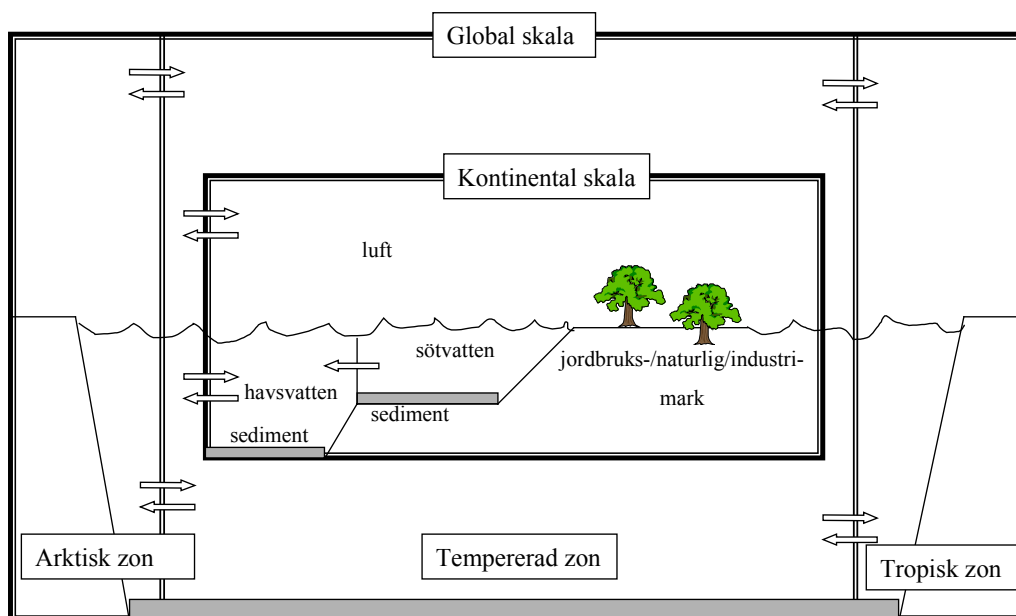 Global skala
Kontinental skala
luft
sötvatten
jordbruks-/naturlig/industri-
mark
havsvatten
sediment
sediment
Arktisk zon
Tempererad zon
Tropisk zon